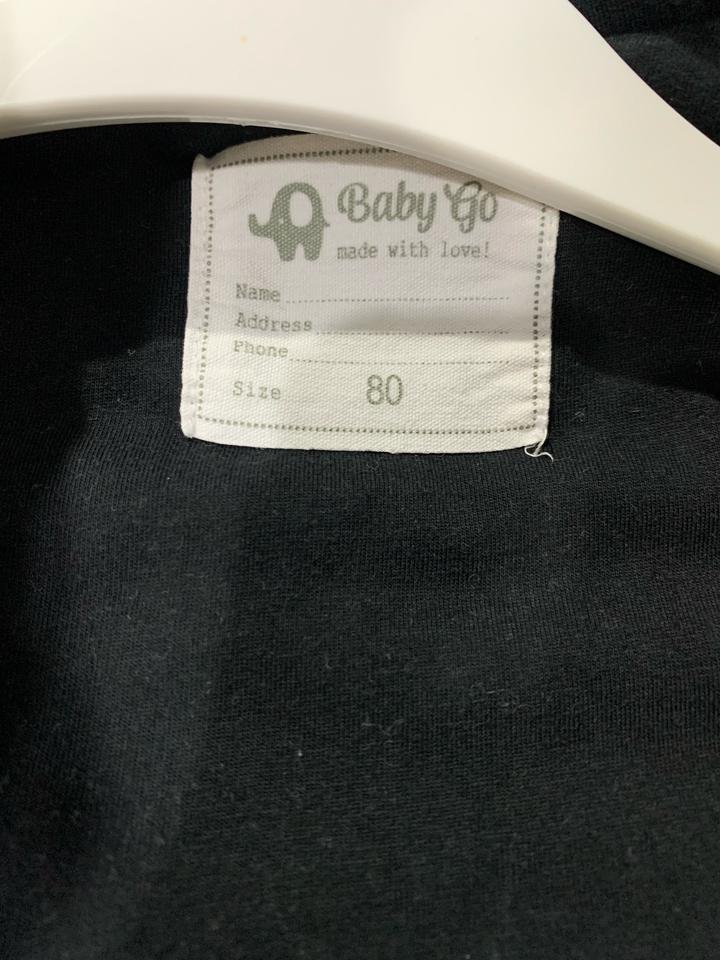 Baby Go
made with love!
Name
Address
Phone
Size 80